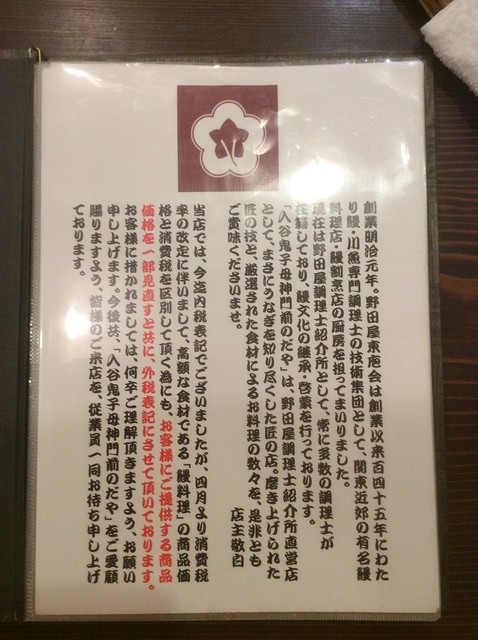 創業明治元年。野田屋東庖会は創業以来百四十五年にわた
り鰻・川魚専門調理士の技術集団として、関東近郊の有名鰻
料理店・鰻割烹店の厨房を担ってまいりました。
現在は野田屋調理士紹介所として、常に多数の調理士が
在籍しており、鰻文化の継承・啓蒙を行っております。
「入谷鬼子母神門前のだや」は、野田屋調理士紹介所直営店
として、まさにうなぎを知り尽くした匠の店。磨き上げられた
匠の技と、厳選された食材によるお料理の数々を、是非とも
ご賞味くださいませ。
店主敬白
当店では、今迄内税表記でございましたが、四月より消費税
率の改定に伴いまして、高額な食材である「鰻料理」の商品価
格と消費税を区別して頂く為にも、お客様にご提供する商品
価格を一部見直すと共に、外税表記にさせて頂いております。
お客様に措かれましては、何卒ご理解頂きますよう、お願い
申し上げます。今後共、「入谷鬼子母神門前のだや」をご愛顧
賜りますよう、皆様のご来店を、従業員一同お待ち申し上げ
ております。